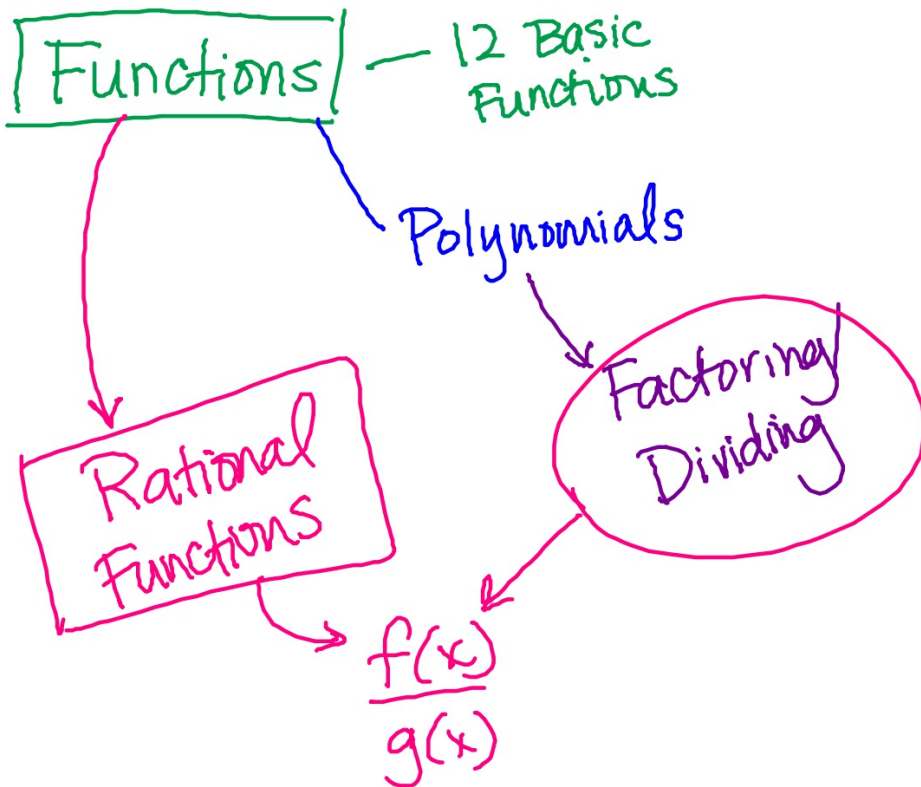 Functions — 12 Basic
Functions
Polynomials
Factoring/
Dividing
Rational
Functions
f(x)
g(x)